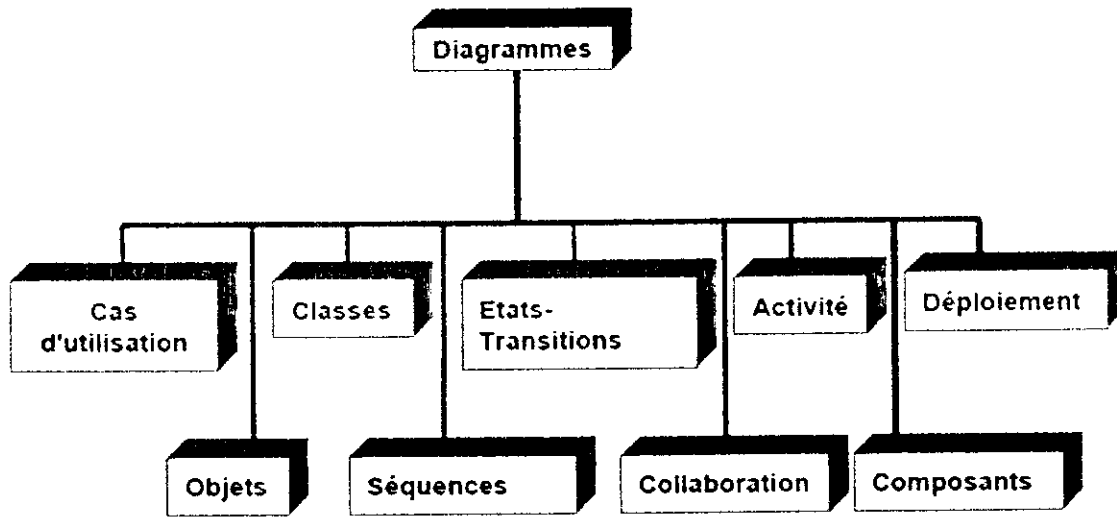 Diagrammes
Cas
d'utilisation
Classes
Etats-
Transitions
Activité
Déploiement
Objets
Séquences
Collaboration
Composants